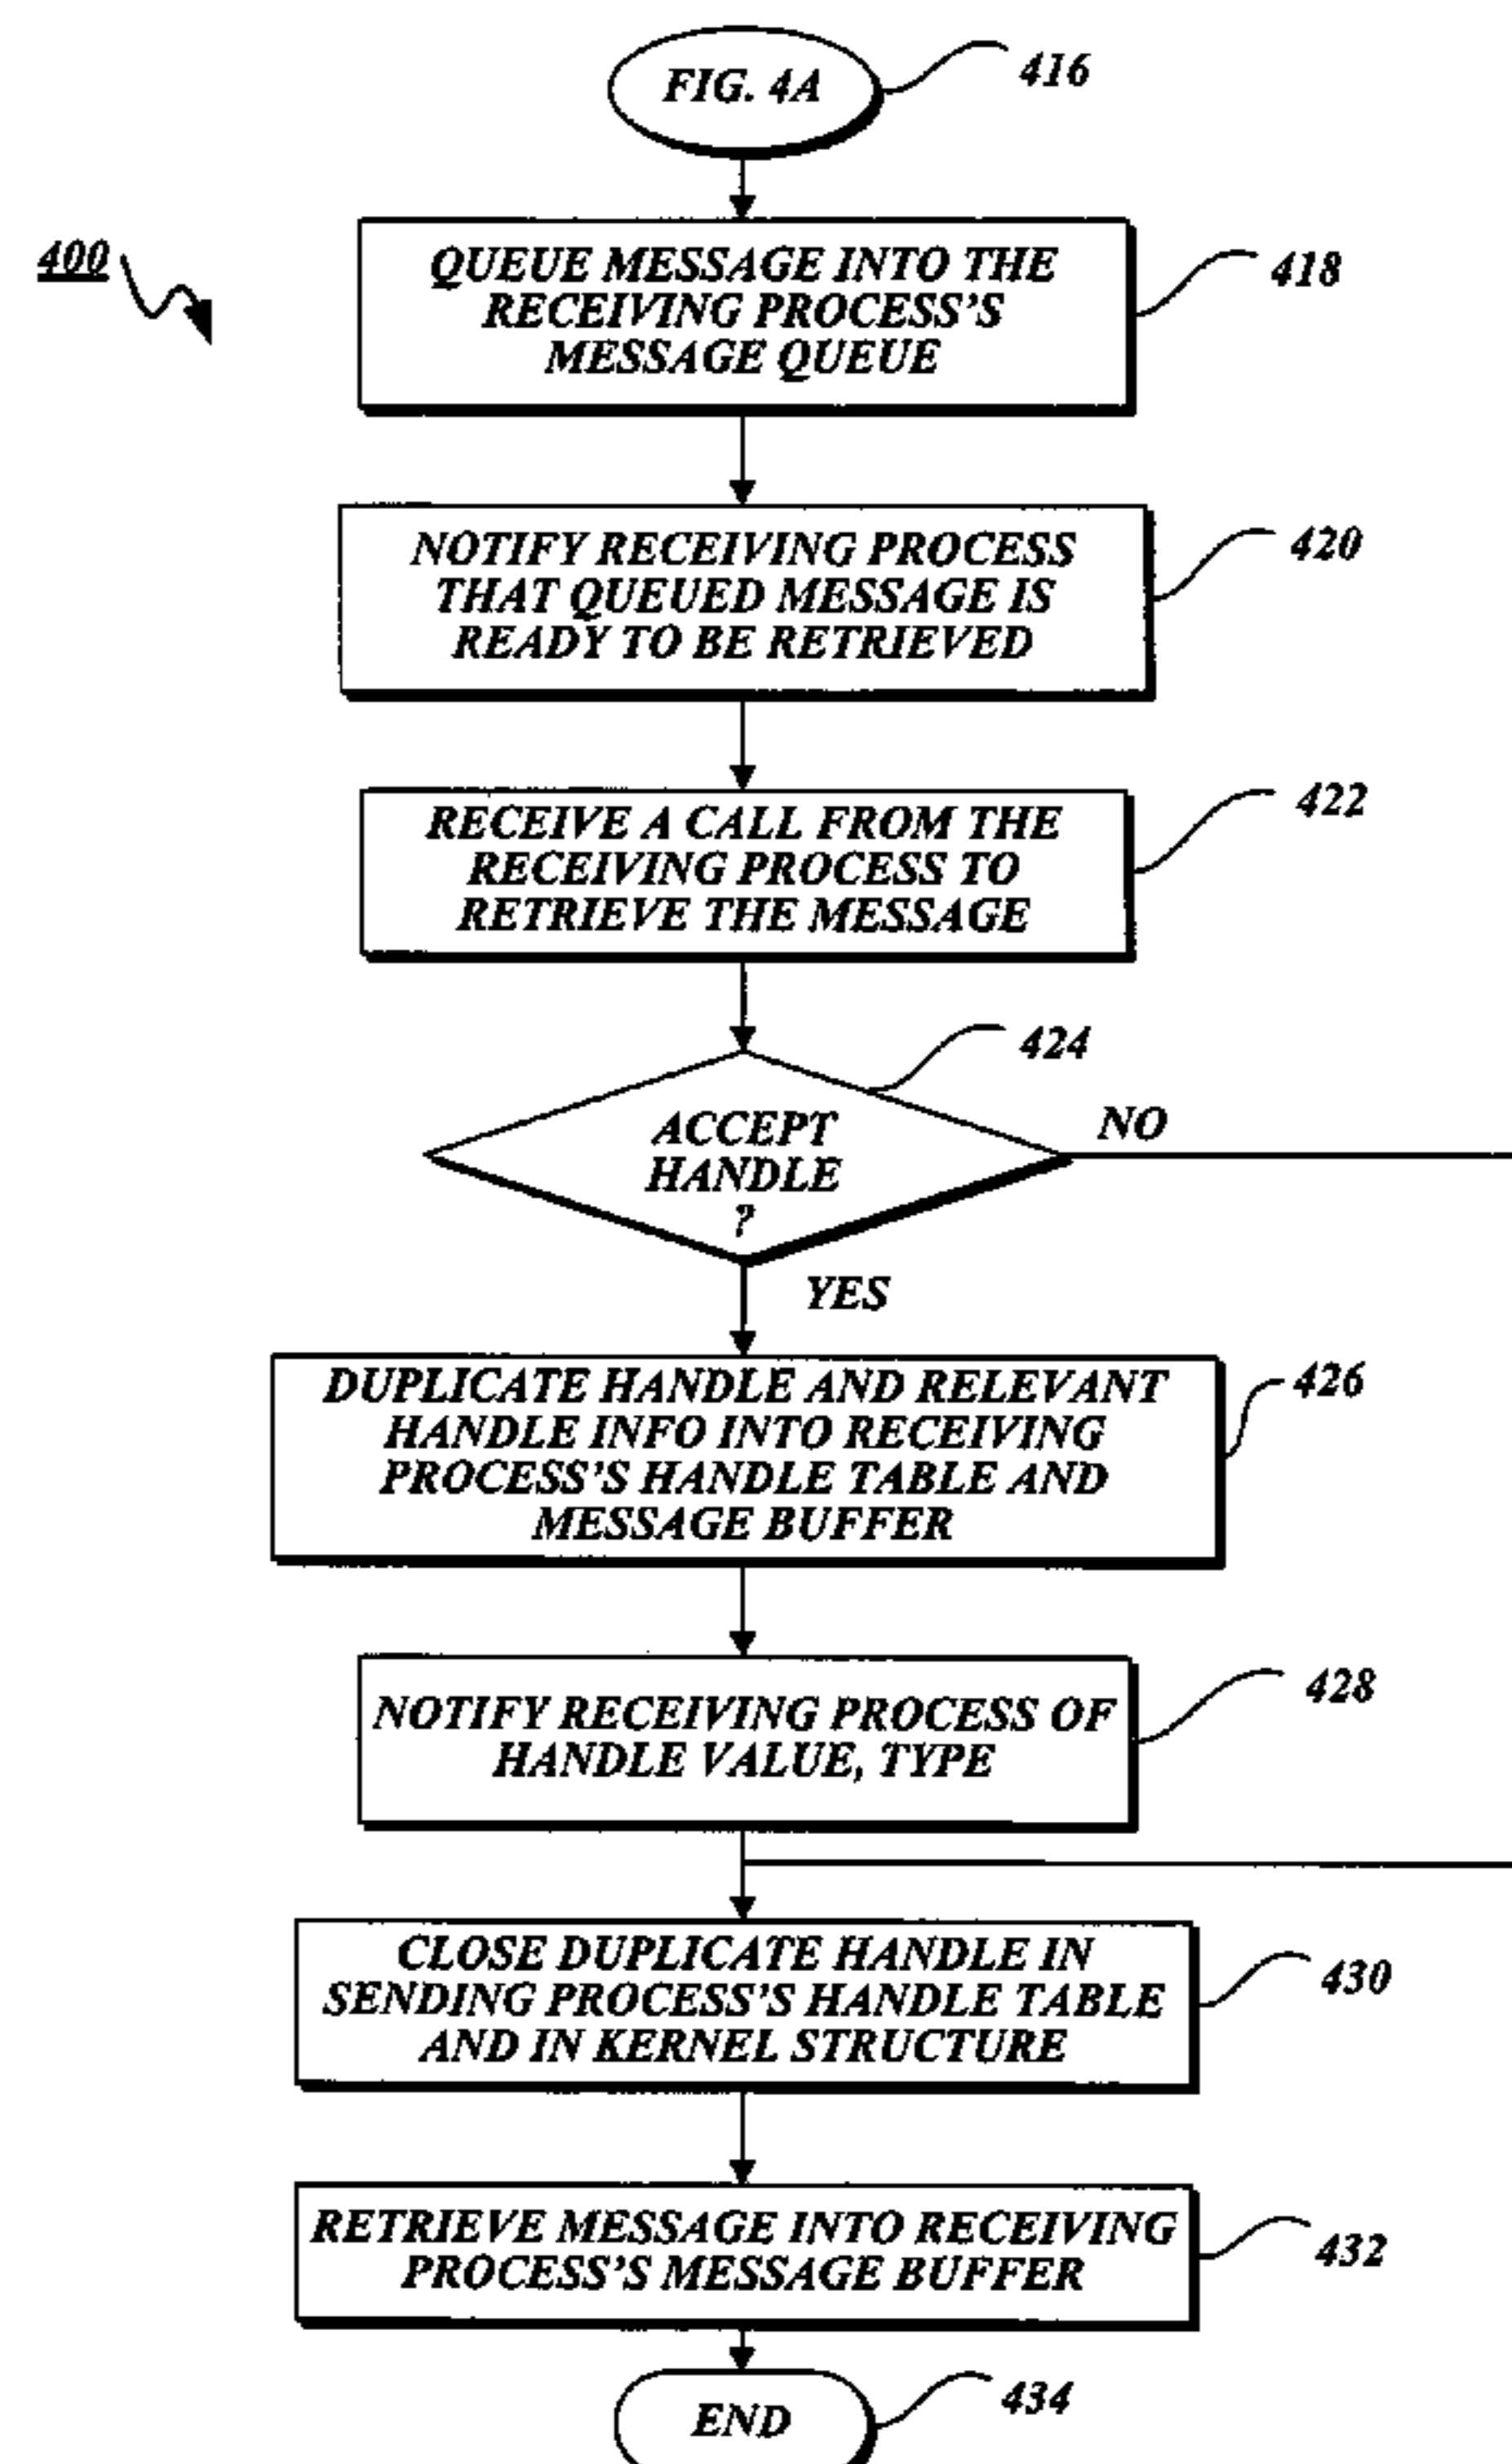 FIG. 4A
416
400
QUEUE MESSAGE INTO THE
RECEIVING PROCESS'S
MESSAGE QUEUE
418
NOTIFY RECEIVING PROCESS
THAT QUEUED MESSAGE IS
READY TO BE RETRIEVED
420
RECEIVE A CALL FROM THE
RECEIVING PROCESS TO
RETRIEVE THE MESSAGE
422
424
ACCEPT
HANDLE
?
NO
YES
DUPLICATE HANDLE AND RELEVANT
HANDLE INFO INTO RECEIVING
PROCESS'S HANDLE TABLE AND
MESSAGE BUFFER
426
NOTIFY RECEIVING PROCESS OF
HANDLE VALUE, TYPE
428
CLOSE DUPLICATE HANDLE IN
SENDING PROCESS'S HANDLE TABLE
AND IN KERNEL STRUCTURE
430
RETRIEVE MESSAGE INTO RECEIVING
PROCESS'S MESSAGE BUFFER
432
END
434